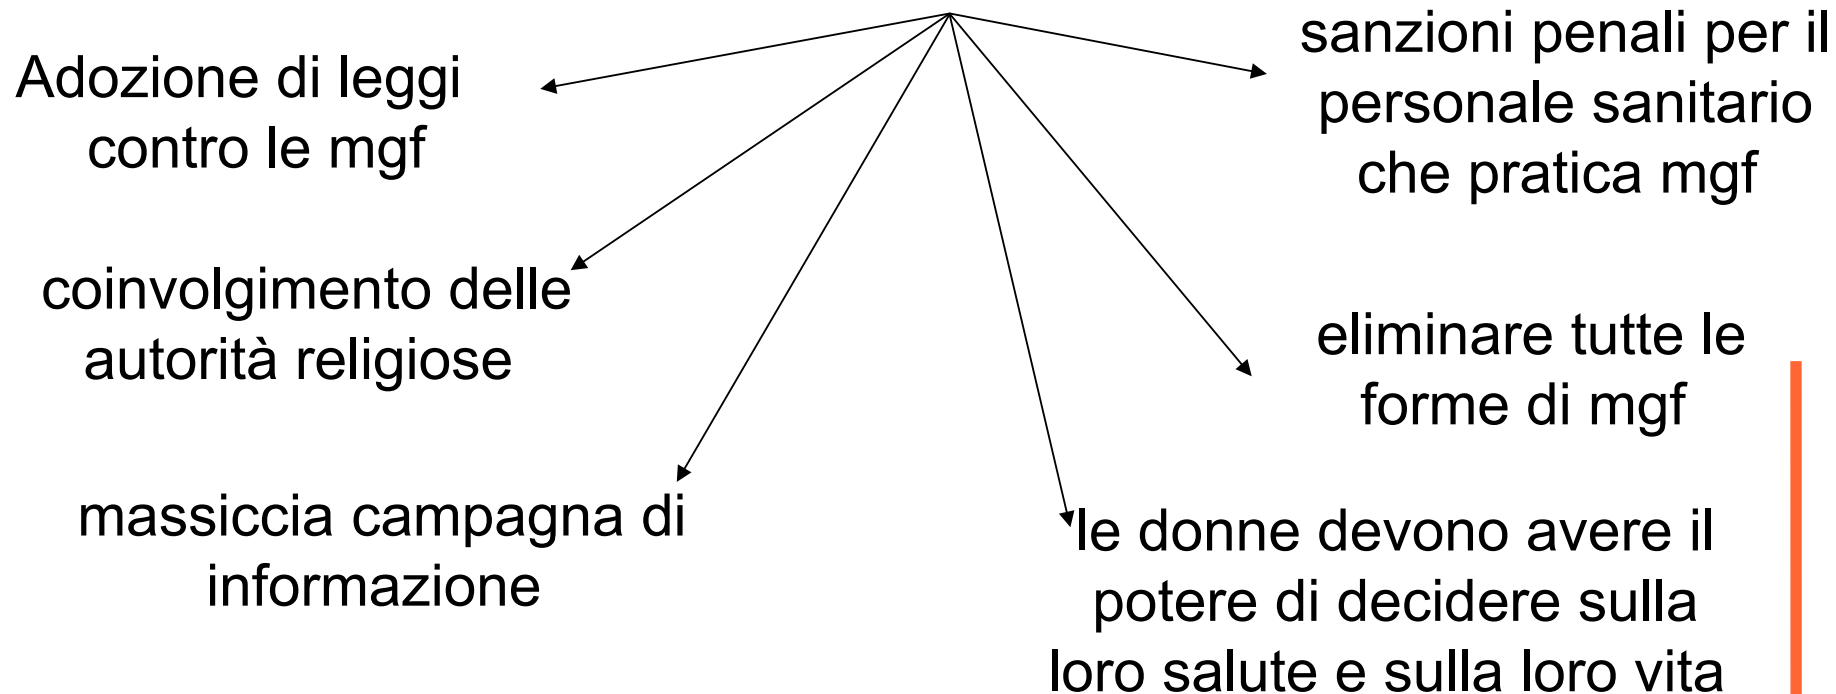 Adozione di leggi
contro le mgf
coinvolgimento delle
autorità religiose
massiccia campagna di
informazione
sanzioni penali per il
personale sanitario
che pratica mgf
eliminare tutte le
forme di mgf
le donne devono avere il
potere di decidere sulla
loro salute e sulla loro vita